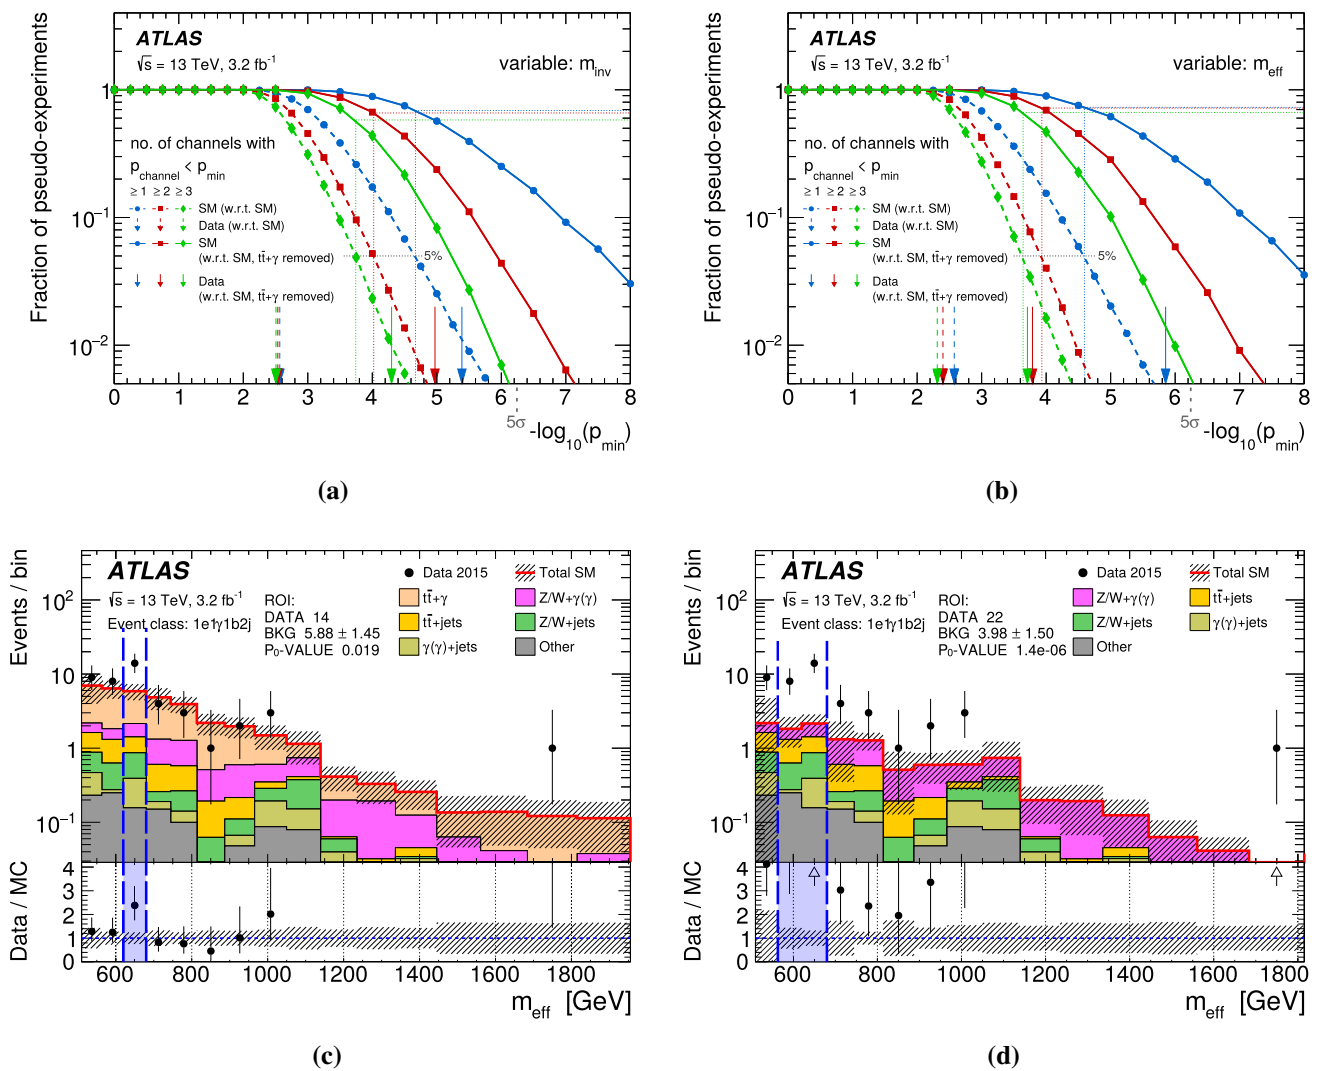 ATLAS
√s = 13 TeV, 3.2 fb⁻¹
variable: m_inv
Fraction of pseudo-experiments
1
10⁻¹
10⁻²
no. of channels with
p_channel < p_min
≥ 1 ≥ 2 ≥ 3
SM (w.r.t. SM)
Data (w.r.t. SM)
SM
(w.r.t. SM, tt̄+γ removed)
Data
(w.r.t. SM, tt̄+γ removed)
5%
0 1 2 3 4 5 6 7 8
5σ
-log₁₀(p_min)
(a)
ATLAS
√s = 13 TeV, 3.2 fb⁻¹
variable: m_eff
Fraction of pseudo-experiments
1
10⁻¹
10⁻²
no. of channels with
p_channel < p_min
≥ 1 ≥ 2 ≥ 3
SM (w.r.t. SM)
Data (w.r.t. SM)
SM
(w.r.t. SM, tt̄+γ removed)
Data
(w.r.t. SM, tt̄+γ removed)
5%
0 1 2 3 4 5 6 7 8
5σ
-log₁₀(p_min)
(b)
Events / bin
10²
10
1
10⁻¹
ATLAS
√s = 13 TeV, 3.2 fb⁻¹
Event class: 1e1γ1b2j
ROI:
DATA 14
BKG 5.88 ± 1.45
P₀-VALUE 0.019
Data 2015
Total SM
tt̄+γ
Z/W+γ(γ)
tt̄+jets
Z/W+jets
γ(γ)+jets
Other
Data / MC
4
3
2
1
0
600 800 1000 1200 1400 1600 1800
m_eff [GeV]
(c)
Events / bin
10²
10
1
10⁻¹
ATLAS
√s = 13 TeV, 3.2 fb⁻¹
Event class: 1e1γ1b2j
ROI:
DATA 22
BKG 3.98 ± 1.50
P₀-VALUE 1.4e-06
Data 2015
Total SM
Z/W+γ(γ)
tt̄+jets
Z/W+jets
γ(γ)+jets
Other
Data / MC
4
3
2
1
0
600 800 1000 1200 1400 1600 1800
m_eff [GeV]
(d)